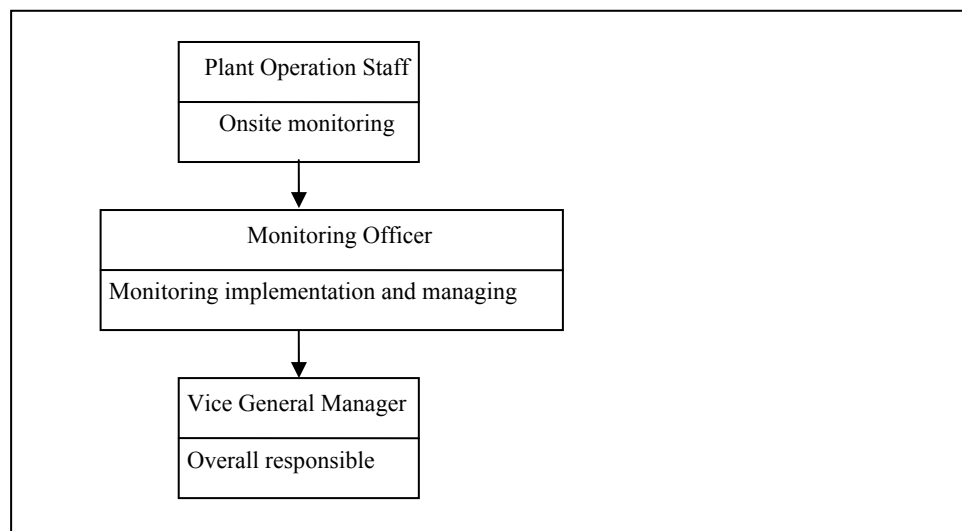 Plant Operation Staff
Onsite monitoring
Monitoring Officer
Monitoring implementation and managing
Vice General Manager
Overall responsible